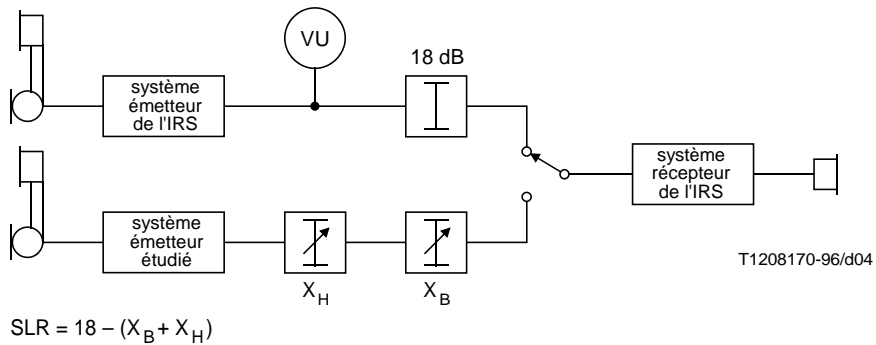 VU
18 dB
système
émetteur
de l'IRS
système
récepteur
de l'IRS
système
émetteur
étudié
X_H
X_B
T1208170-96/d04
SLR = 18 – (X_B + X_H)